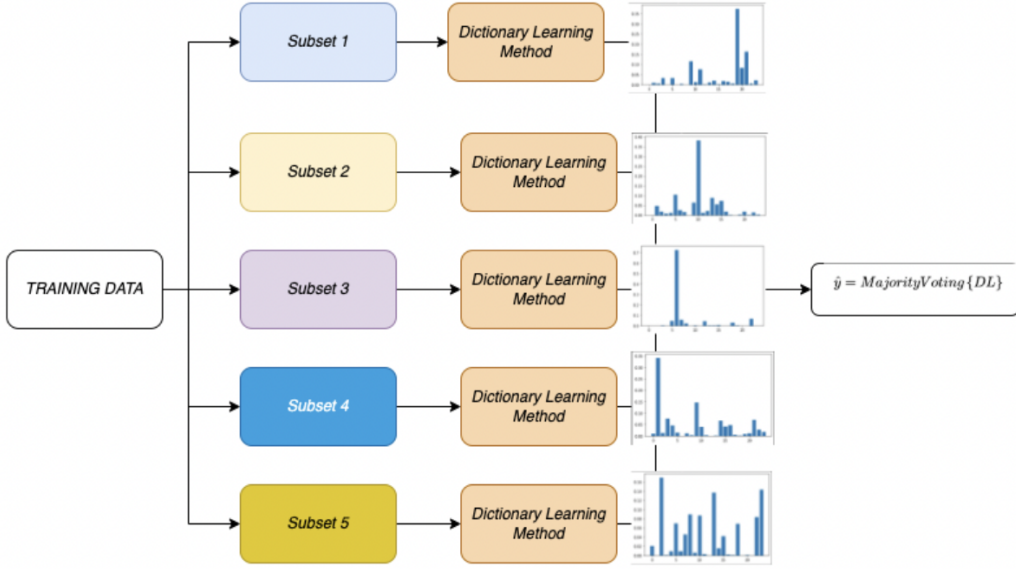 Subset 1
Dictionary Learning
Method
Subset 2
Dictionary Learning
Method
TRAINING DATA
Subset 3
Dictionary Learning
Method
ŷ = MajorityVoting{DL}
Subset 4
Dictionary Learning
Method
Subset 5
Dictionary Learning
Method